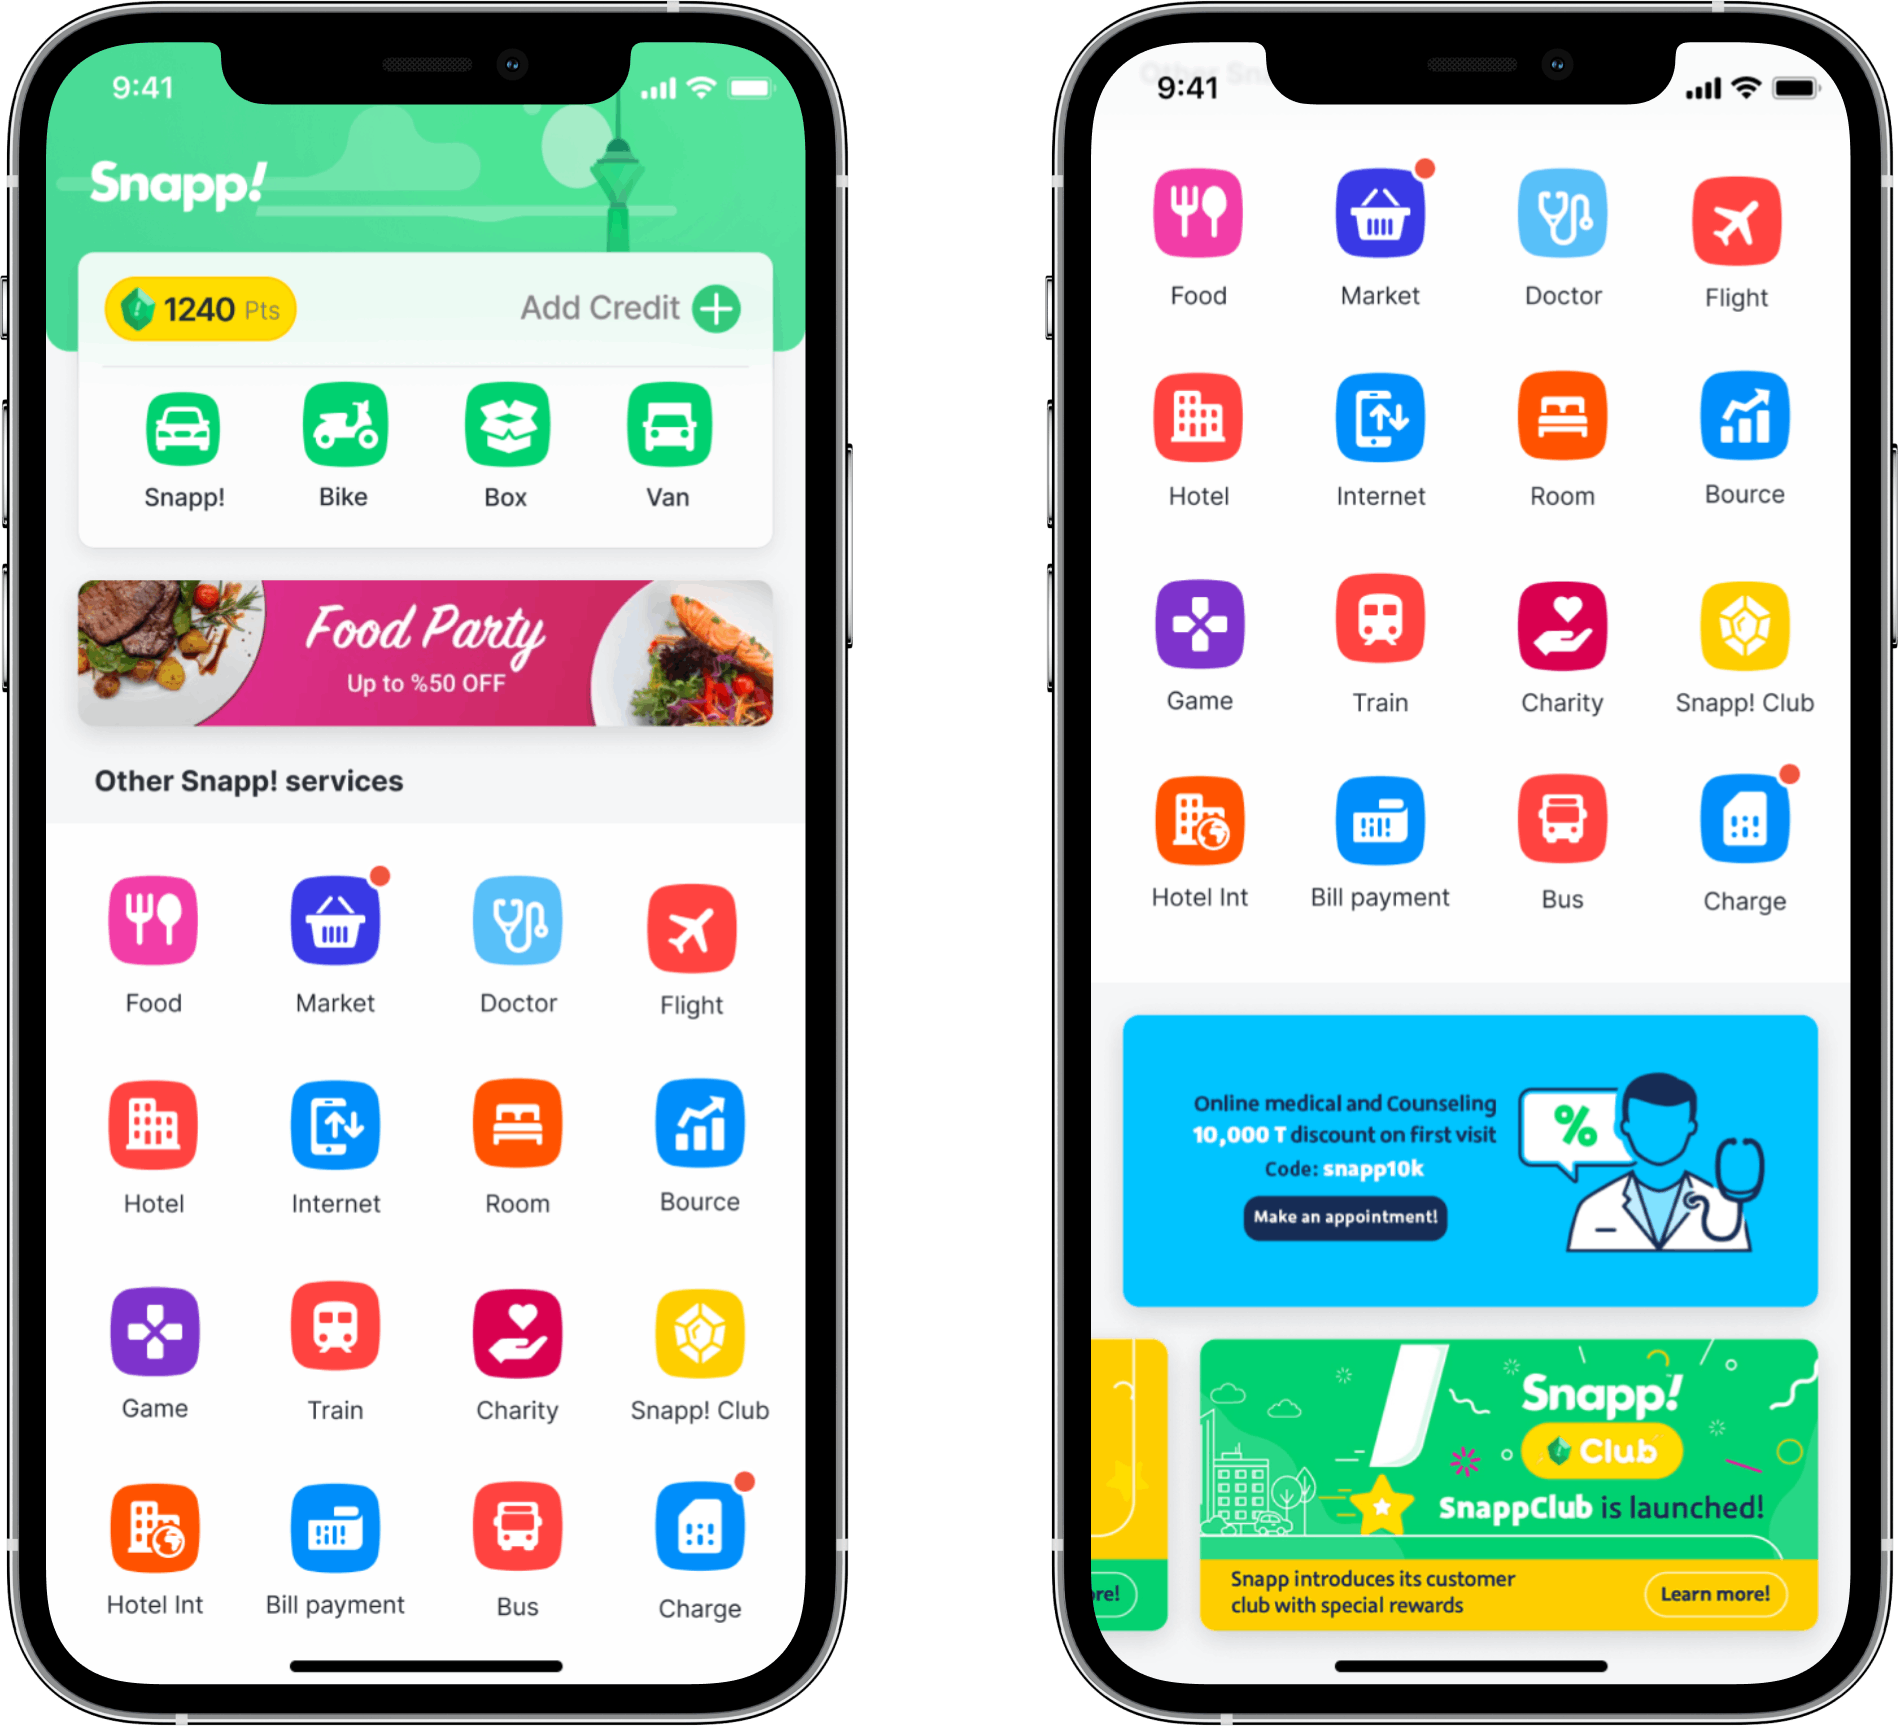 9:41
Snapp!
1240 Pts
Add Credit
Snapp!
Bike
Box
Van
Food Party
Up to %50 OFF
Other Snapp! services
Food
Market
Doctor
Flight
Hotel
Internet
Room
Bource
Game
Train
Charity
Snapp! Club
Hotel Int
Bill payment
Bus
Charge
9:41
Other Sn
Food
Market
Doctor
Flight
Hotel
Internet
Room
Bource
Game
Train
Charity
Snapp! Club
Hotel Int
Bill payment
Bus
Charge
Online medical and Counseling
10,000 T discount on first visit
Code: snapp10k
Make an appointment!
%
Snapp!
Club
SnappClub is launched!
Snapp introduces its customer
club with special rewards
Learn more!
ore!